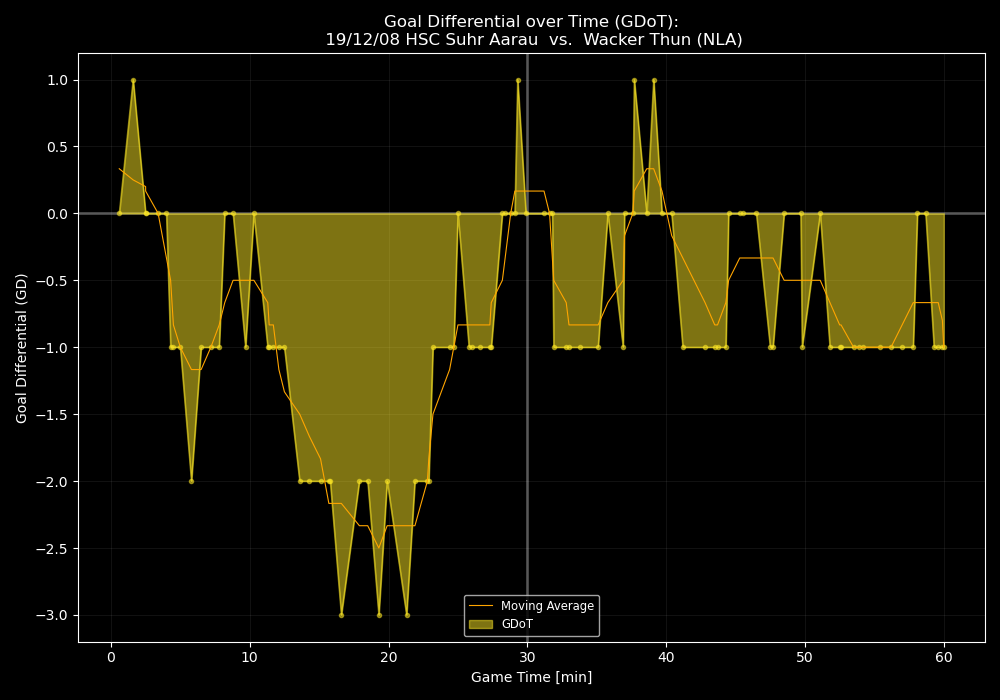 Goal Differential over Time (GDoT):
19/12/08 HSC Suhr Aarau  vs.  Wacker Thun (NLA)
Goal Differential (GD)
1.0
0.5
0.0
−0.5
−1.0
−1.5
−2.0
−2.5
−3.0
Moving Average
GDoT
0 10 20 30 40 50 60
Game Time [min]